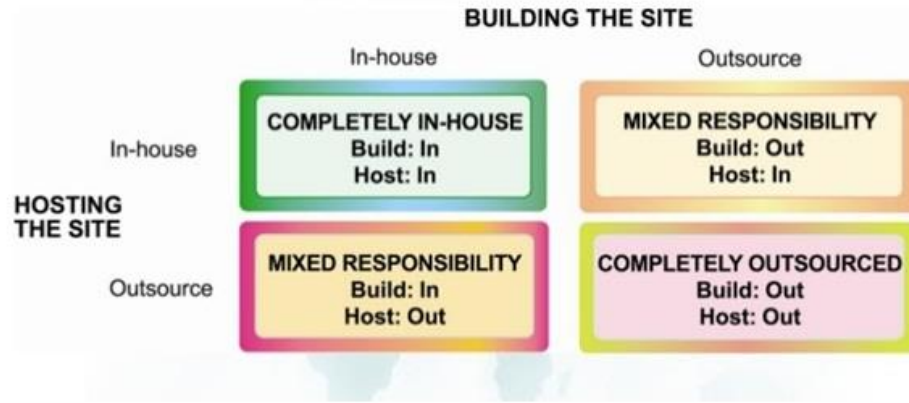 BUILDING THE SITE
In-house
Outsource
In-house
HOSTING
THE SITE
Outsource
COMPLETELY IN-HOUSE
Build: In
Host: In
MIXED RESPONSIBILITY
Build: Out
Host: In
MIXED RESPONSIBILITY
Build: In
Host: Out
COMPLETELY OUTSOURCED
Build: Out
Host: Out